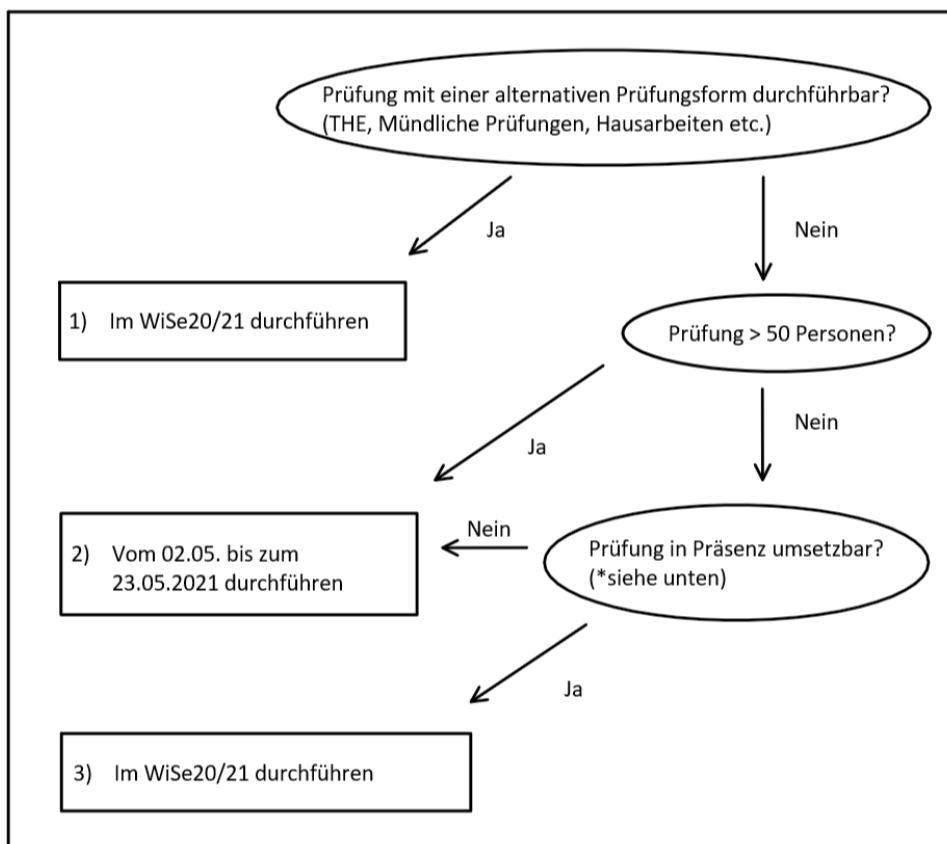 Prüfung mit einer alternativen Prüfungsform durchführbar?
(THE, Mündliche Prüfungen, Hausarbeiten etc.)
Ja
Nein
1) Im WiSe20/21 durchführen
Prüfung > 50 Personen?
Ja
Nein
2) Vom 02.05. bis zum
23.05.2021 durchführen
Nein
Prüfung in Präsenz umsetzbar?
(*siehe unten)
Ja
3) Im WiSe20/21 durchführen